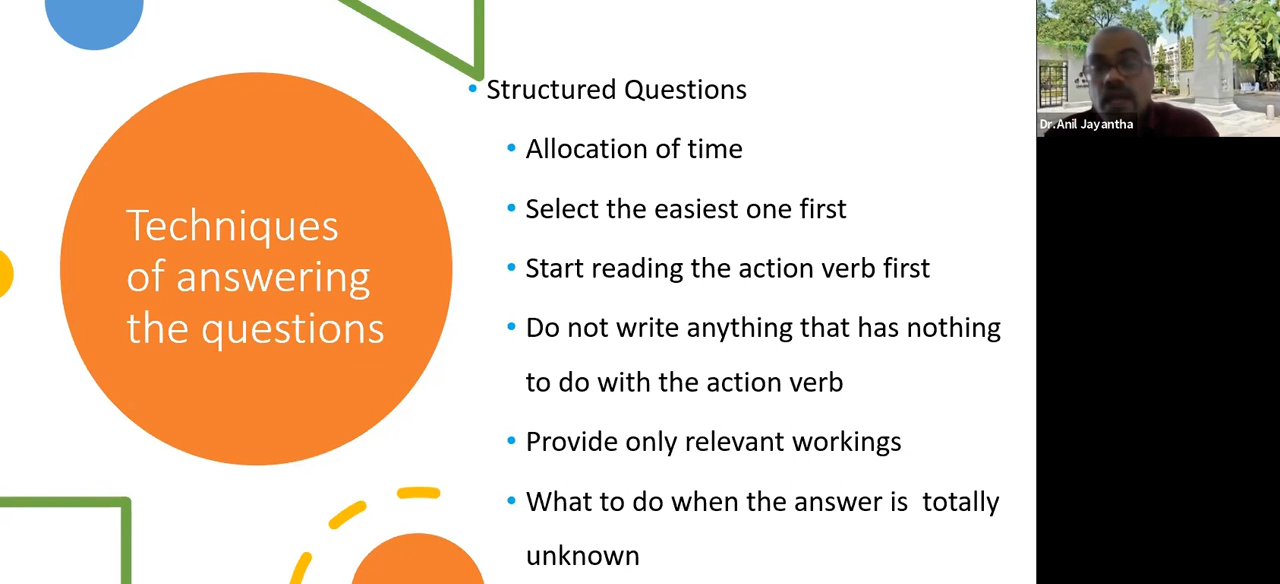 Techniques
of answering
the questions
• Structured Questions
• Allocation of time
• Select the easiest one first
• Start reading the action verb first
• Do not write anything that has nothing
to do with the action verb
• Provide only relevant workings
• What to do when the answer is  totally
unknown
Dr.Anil Jayantha